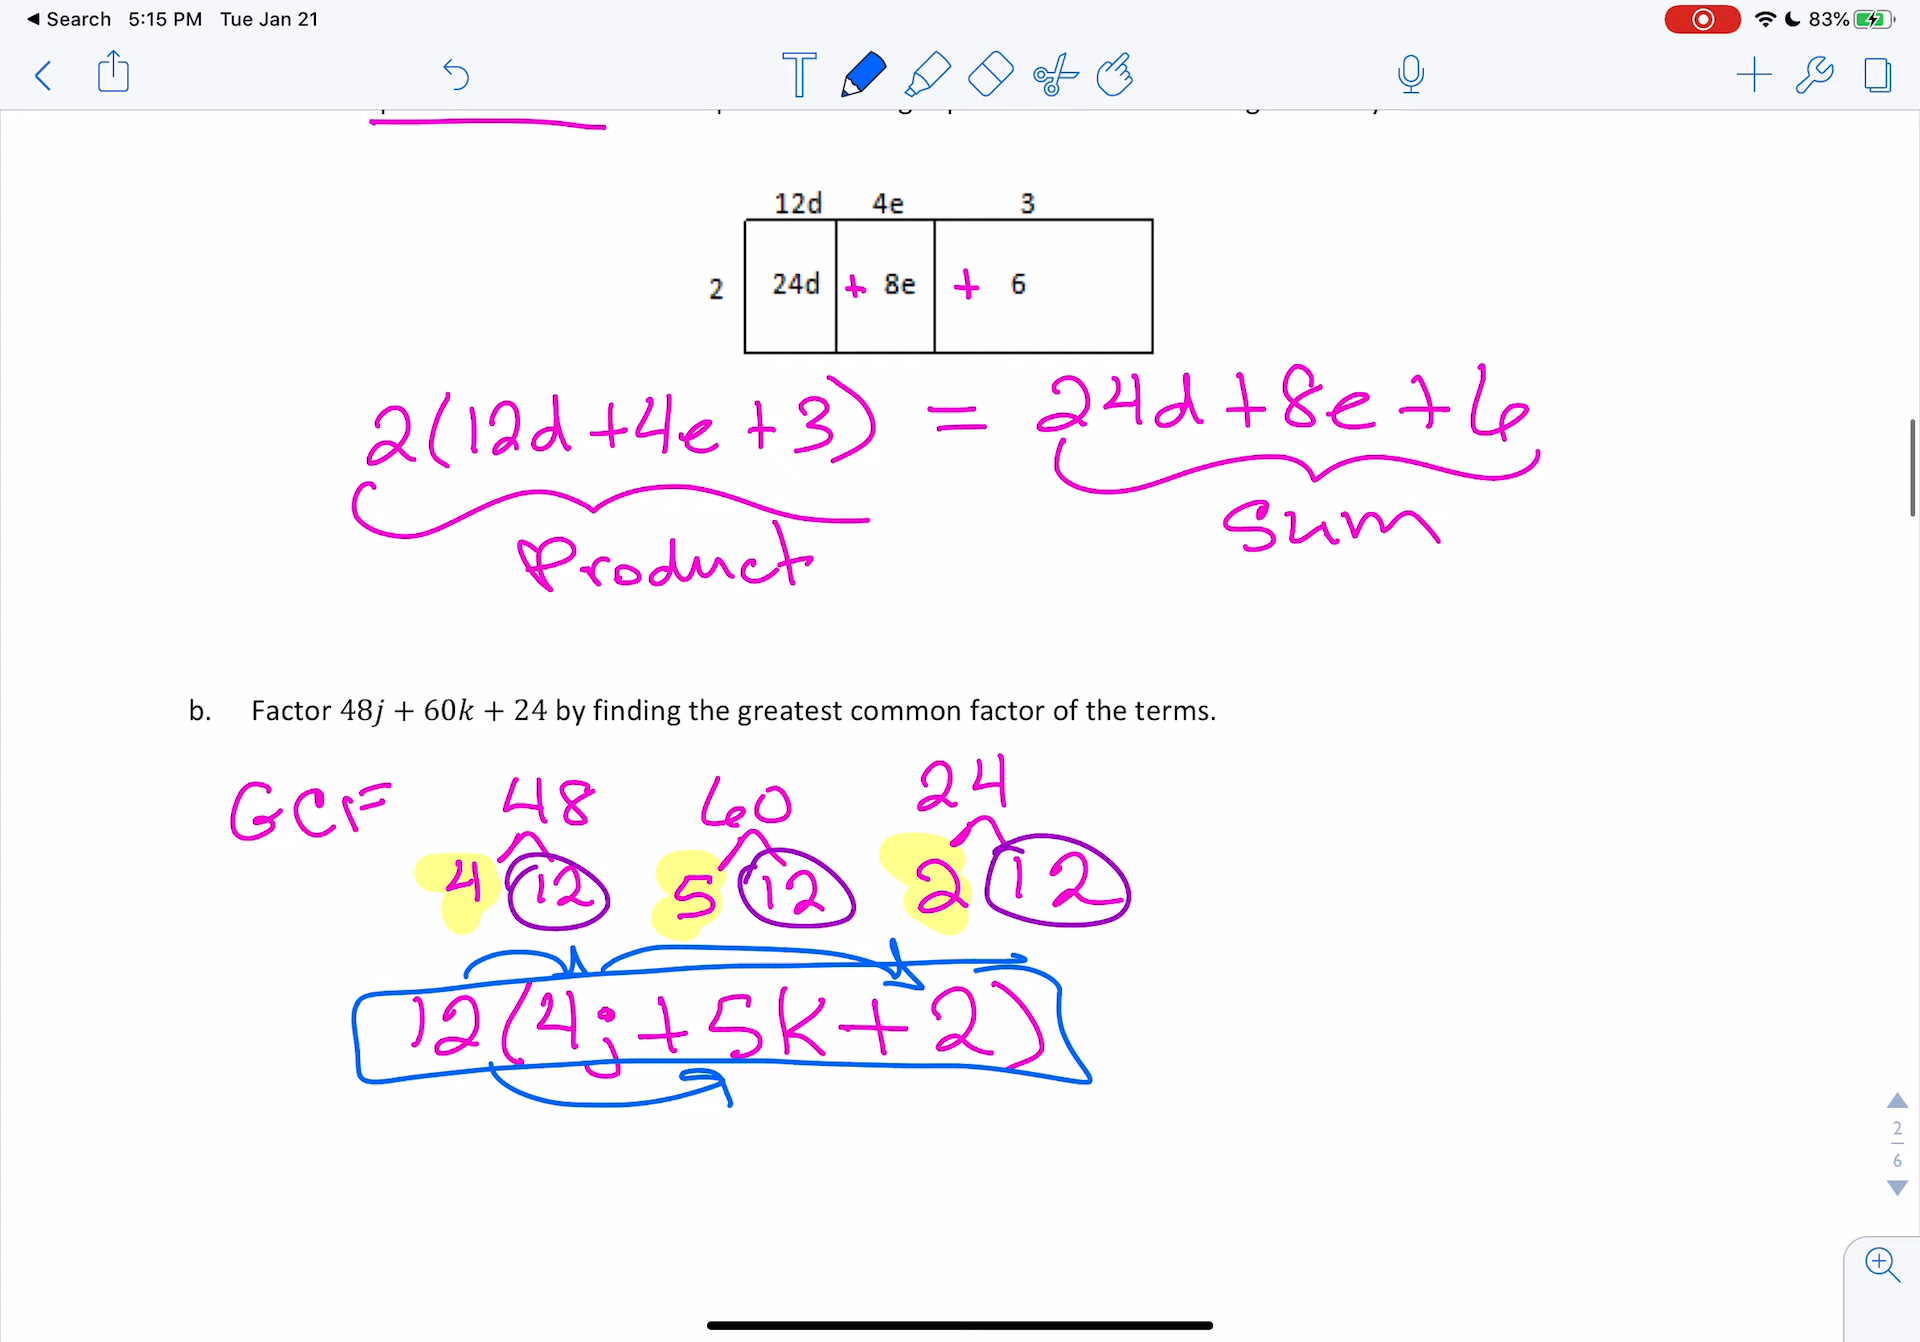 Search 5:15 PM Tue Jan 21 83%
12d 4e 3
2 24d + 8e + 6
2(12d+4e+3) = 24d+8e+6
Product Sum
b. Factor 48j + 60k + 24 by finding the greatest common factor of the terms.
GCF 48 60 24
4 12 5 12 2 12
12(4j+5k+2)
2
6